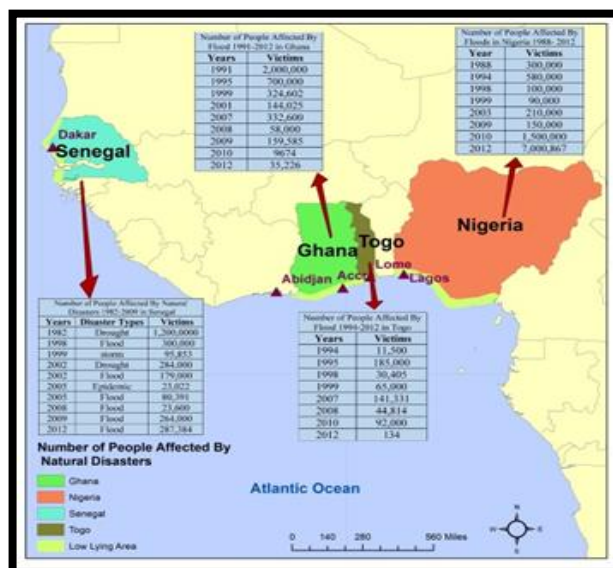 Number of People Affected By
Flood 1991-2012 in Ghana
Years Victims
1991 2,000,000
1995 700,000
1999 324,602
2001 144,025
2007 332,600
2008 58,000
2009 159,585
2010 9674
2012 35,226
Number of People Affected By
Floods in Nigeria 1988- 2012
Year Victims
1988 300,000
1994 580,000
1998 100,000
1999 90,000
2003 210,000
2009 150,000
2010 1,500,000
2012 7,000,867
Dakar
Senegal
Ghana
Togo
Nigeria
Abidjan
Accra
Lome
Lagos
Number of People Affected By Natural
Disasters 1982-2009 in Senegal
Years Disaster Types Victims
1982 Drought 1,200,0000
1998 Flood 300,000
1999 storm 95,853
2002 Drought 284,000
2002 Flood 179,000
2005 Epidemic 23,022
2005 Flood 80,391
2008 Flood 23,600
2009 Flood 264,000
2012 Flood 287,384
Number of People Affected By
Flood 1994-2012 in Togo
Years Victims
1994 11,500
1995 185,000
1998 30,405
1999 65,000
2007 141,331
2008 44,814
2010 92,000
2012 134
Number of People Affected By
Natural Disasters
Ghana
Nigeria
Senegal
Togo
Low Lying Area
Atlantic Ocean
N
W E
S
0 140 280 560 Miles